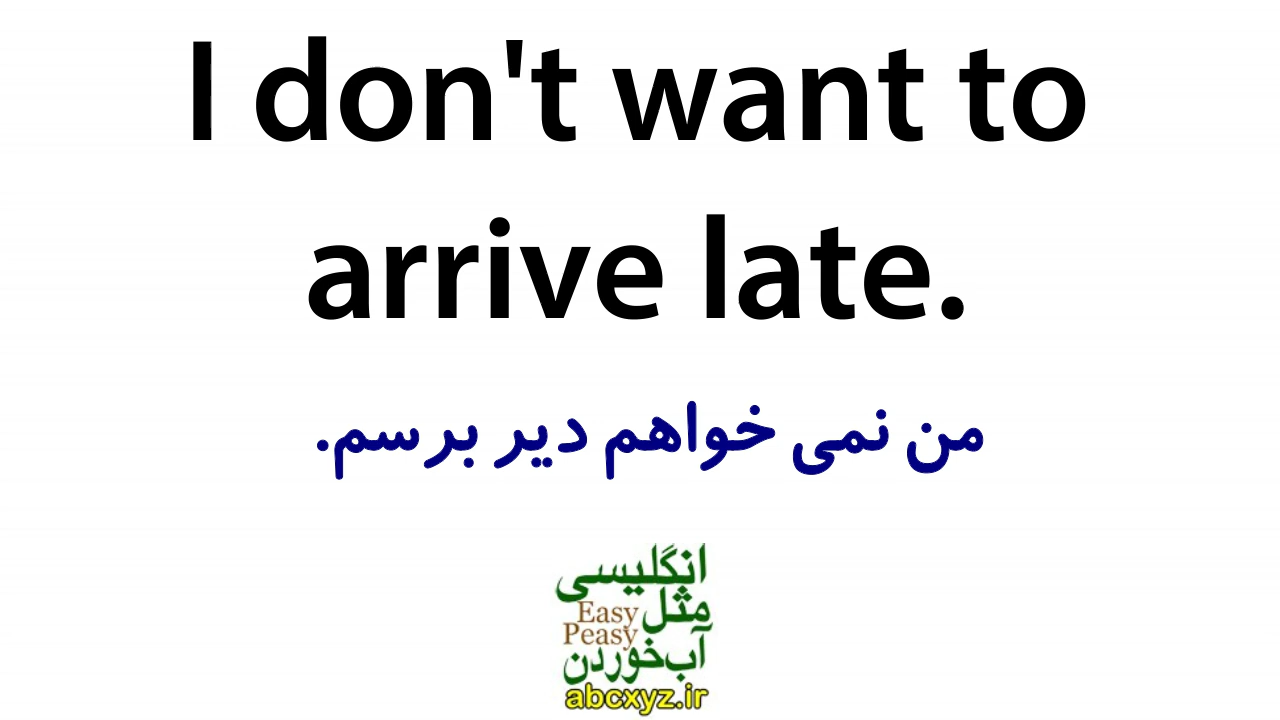 I don't want to
arrive late.
من نمی خواهم دیر برسم.
انگلیسی
مثل
Easy
Peasy
آب‌خوردن
abcxyz.ir